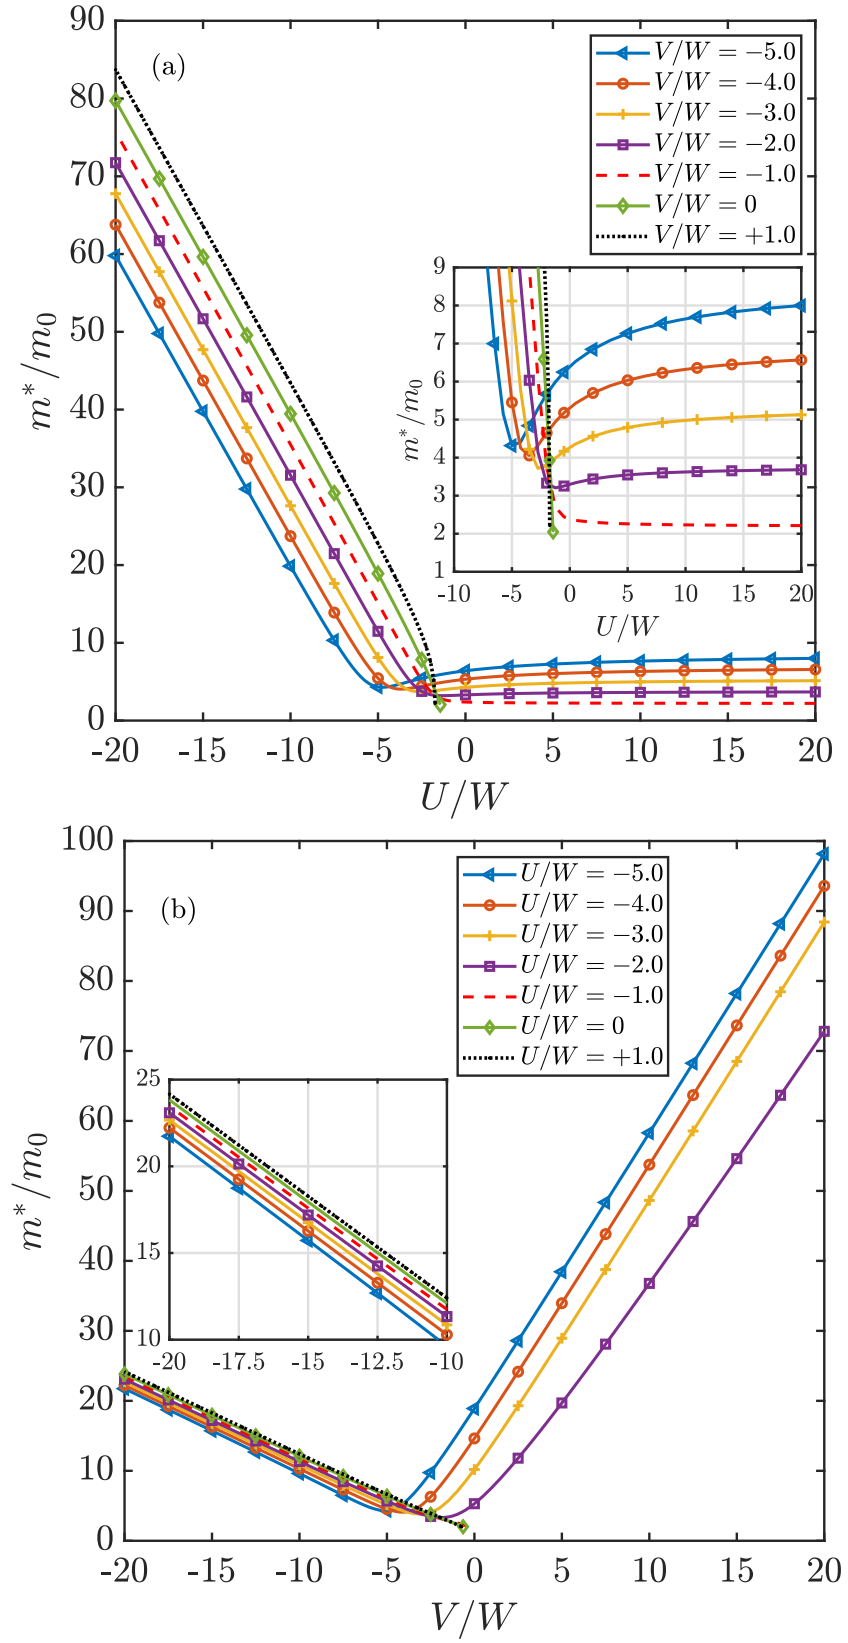 90
80
70
60
50
40
30
20
10
0
m*/m₀
(a)
V/W = −5.0
V/W = −4.0
V/W = −3.0
V/W = −2.0
V/W = −1.0
V/W = 0
V/W = +1.0
9
8
7
6
5
4
3
2
1
m*/m₀
-10 -5 0 5 10 15 20
U/W
-20 -15 -10 -5 0 5 10 15 20
U/W
100
90
80
70
60
50
40
30
20
10
0
m*/m₀
(b)
U/W = −5.0
U/W = −4.0
U/W = −3.0
U/W = −2.0
U/W = −1.0
U/W = 0
U/W = +1.0
25
20
15
10
-20 -17.5 -15 -12.5 -10
-20 -15 -10 -5 0 5 10 15 20
V/W